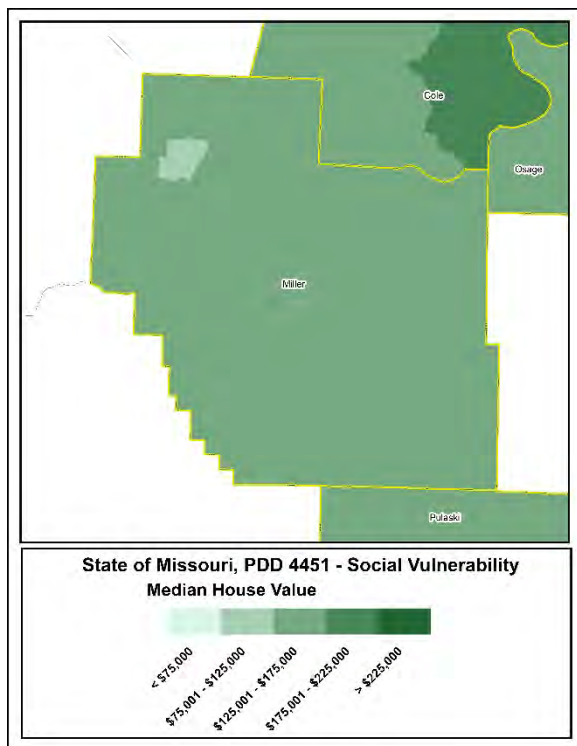 Cole
Osage
Miller
Pulaski
State of Missouri, PDD 4451 - Social Vulnerability
Median House Value
< $75,000
$75,001 - $125,000
$125,001 - $175,000
$175,001 - $225,000
> $225,000